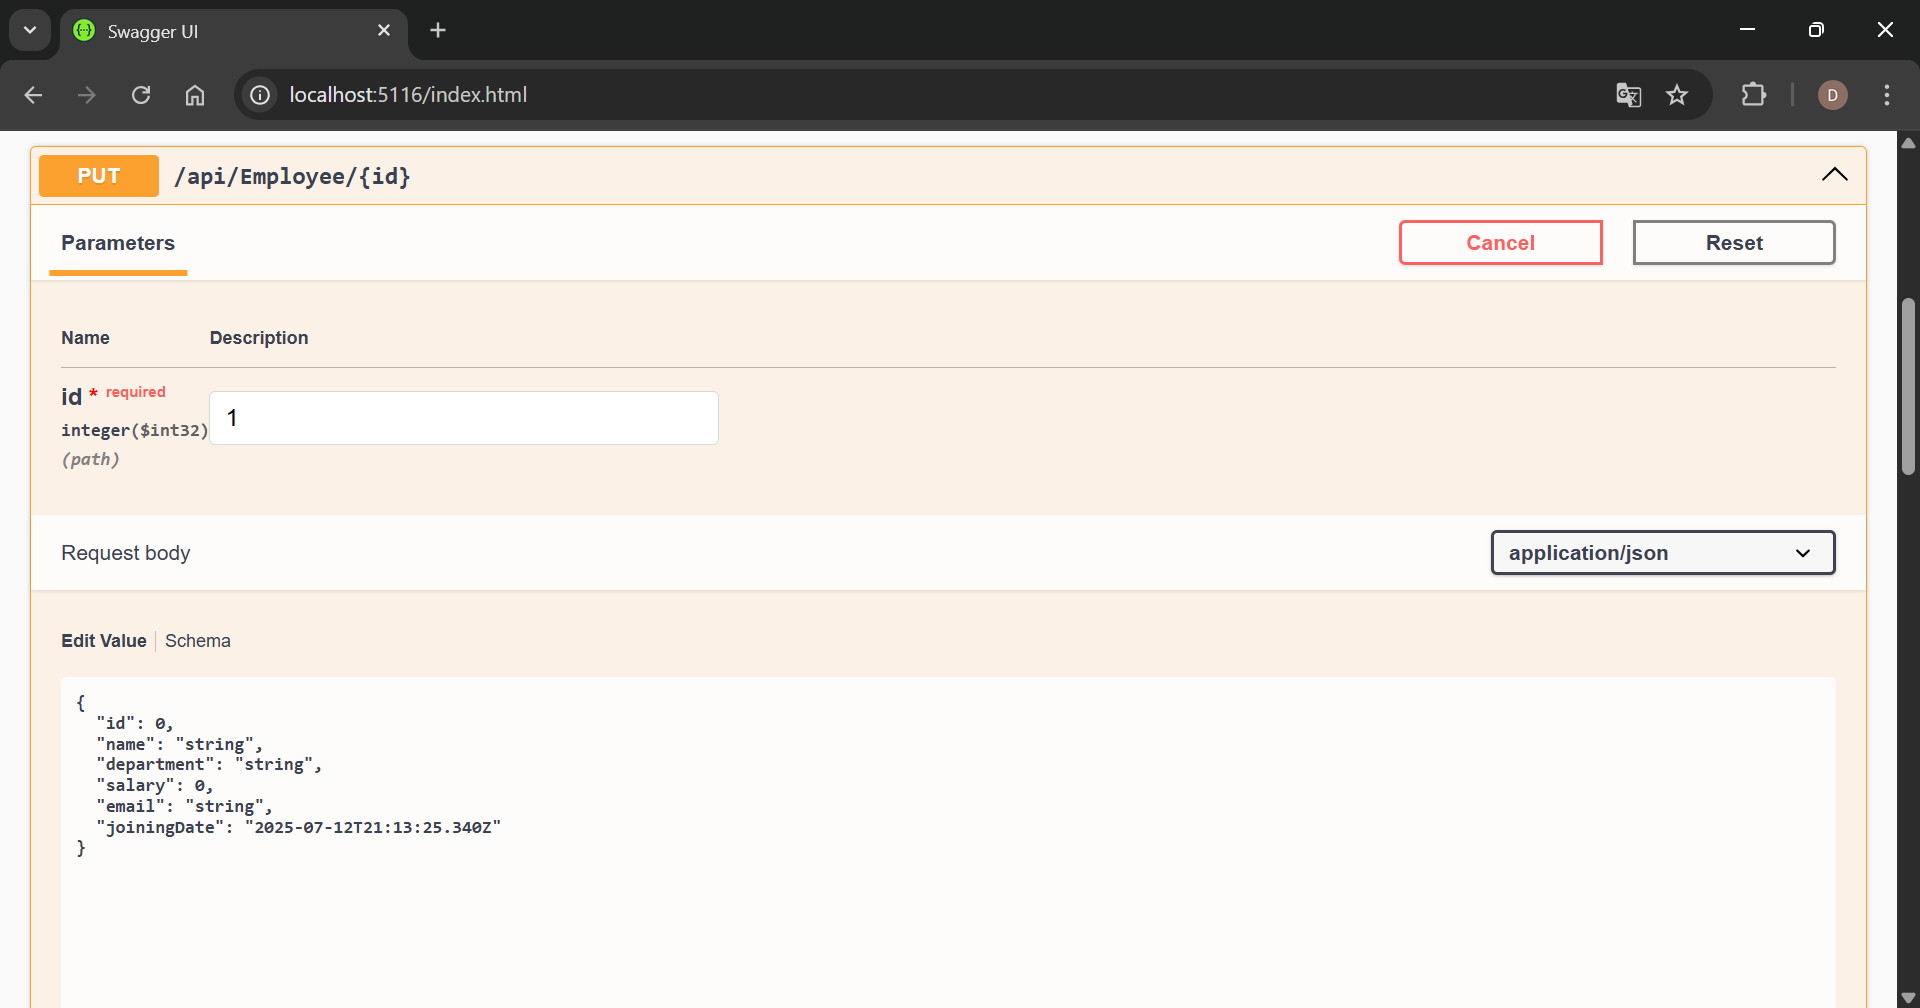 Swagger UI
localhost:5116/index.html
D
PUT /api/Employee/{id}
Parameters
Cancel
Reset
Name Description
id * required
integer($int32)
(path)
1
Request body
application/json
Edit Value Schema
{
  "id": 0,
  "name": "string",
  "department": "string",
  "salary": 0,
  "email": "string",
  "joiningDate": "2025-07-12T21:13:25.340Z"
}